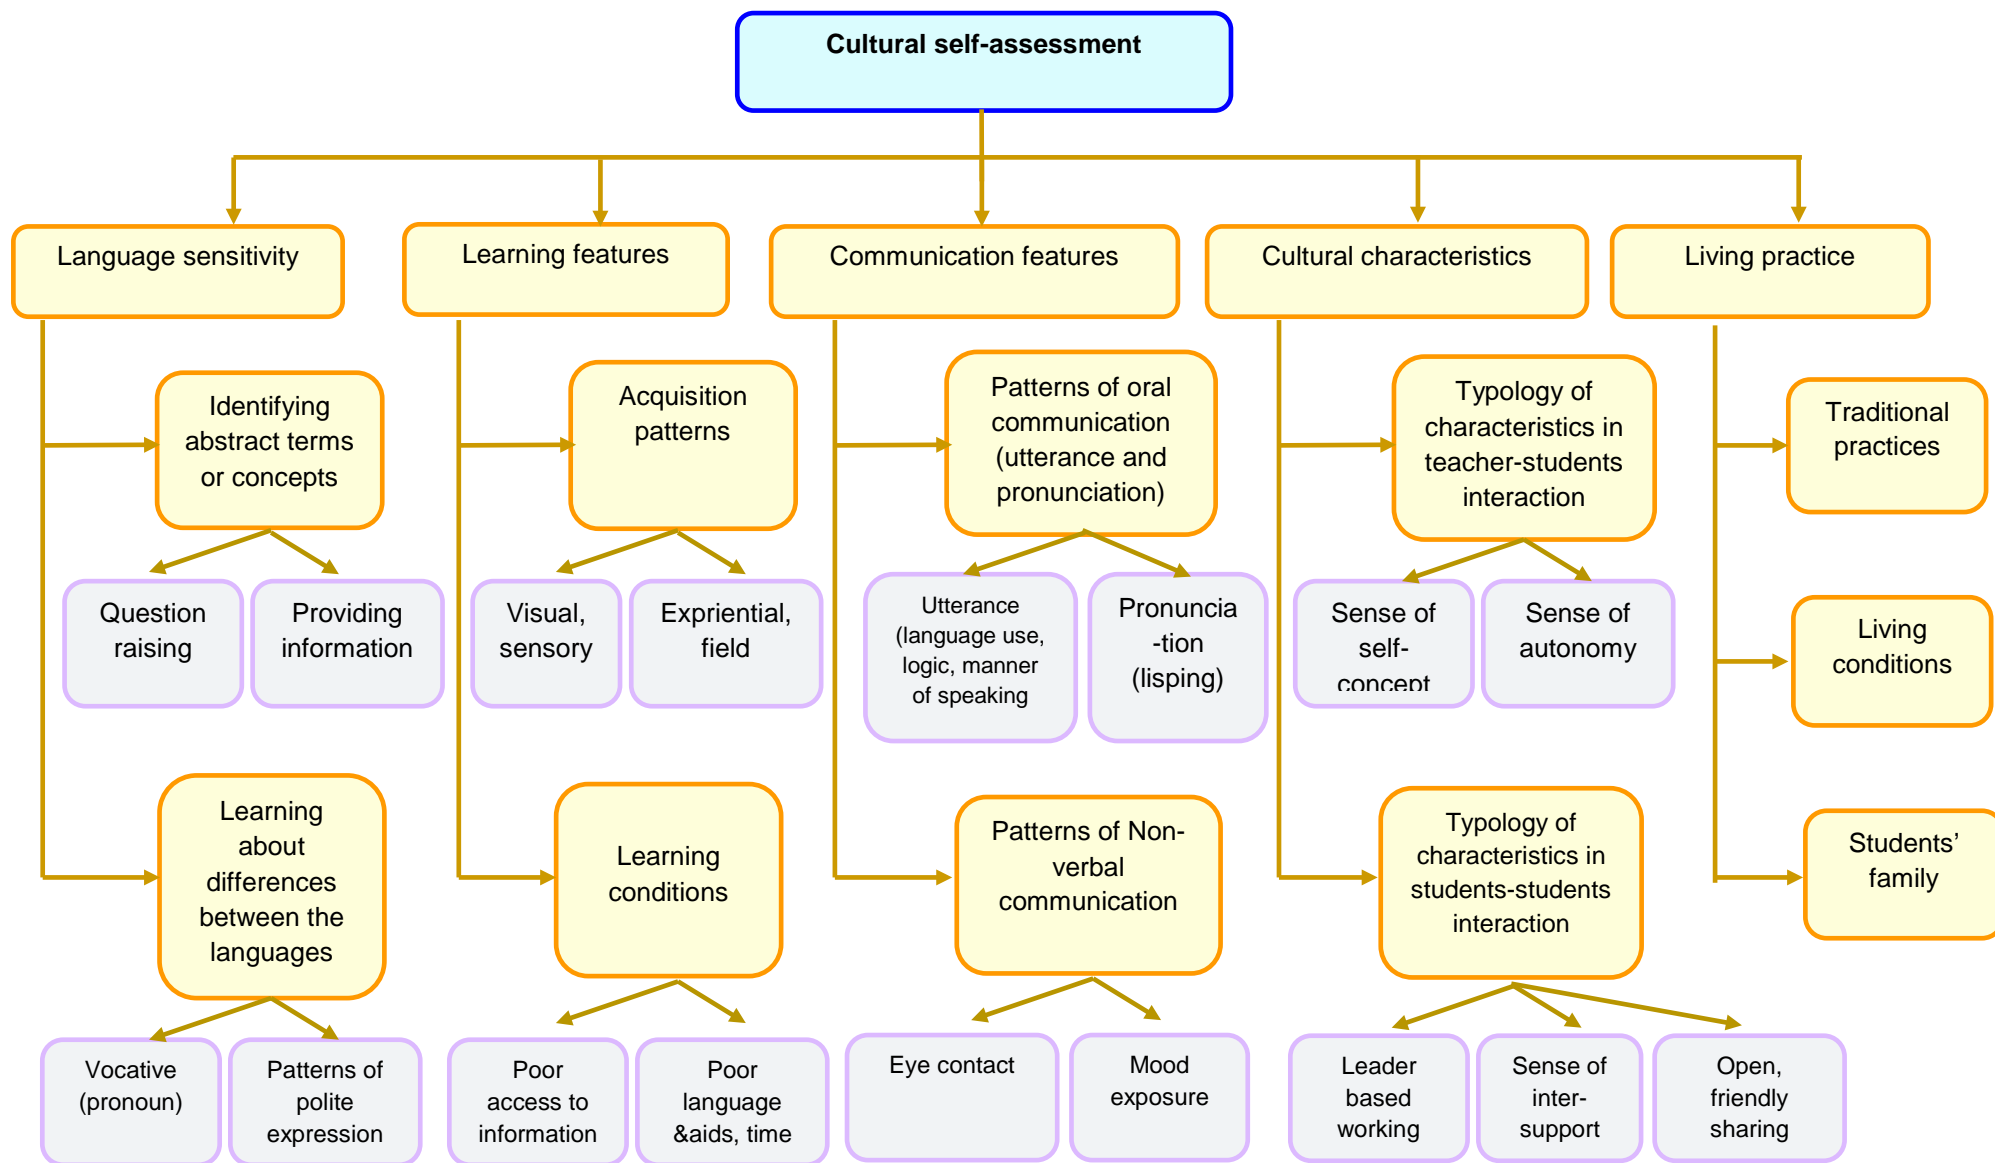 Cultural self-assessment
Language sensitivity
Learning features
Communication features
Cultural characteristics
Living practice
Identifying
abstract terms
or concepts
Acquisition
patterns
Patterns of oral
communication
(utterance and
pronunciation)
Typology of
characteristics in
teacher-students
interaction
Traditional
practices
Question
raising
Providing
information
Visual,
sensory
Expriential,
field
Utterance
(language use,
logic, manner
of speaking
Pronuncia
-tion
(lisping)
Sense of
self-
concept
Sense of
autonomy
Living
conditions
Learning
about
differences
between the
languages
Learning
conditions
Patterns of Non-
verbal
communication
Typology of
characteristics in
students-students
interaction
Students’
family
Vocative
(pronoun)
Patterns of
polite
expression
Poor
access to
information
Poor
language
&aids, time
Eye contact
Mood
exposure
Leader
based
working
Sense of
inter-
support
Open,
friendly
sharing